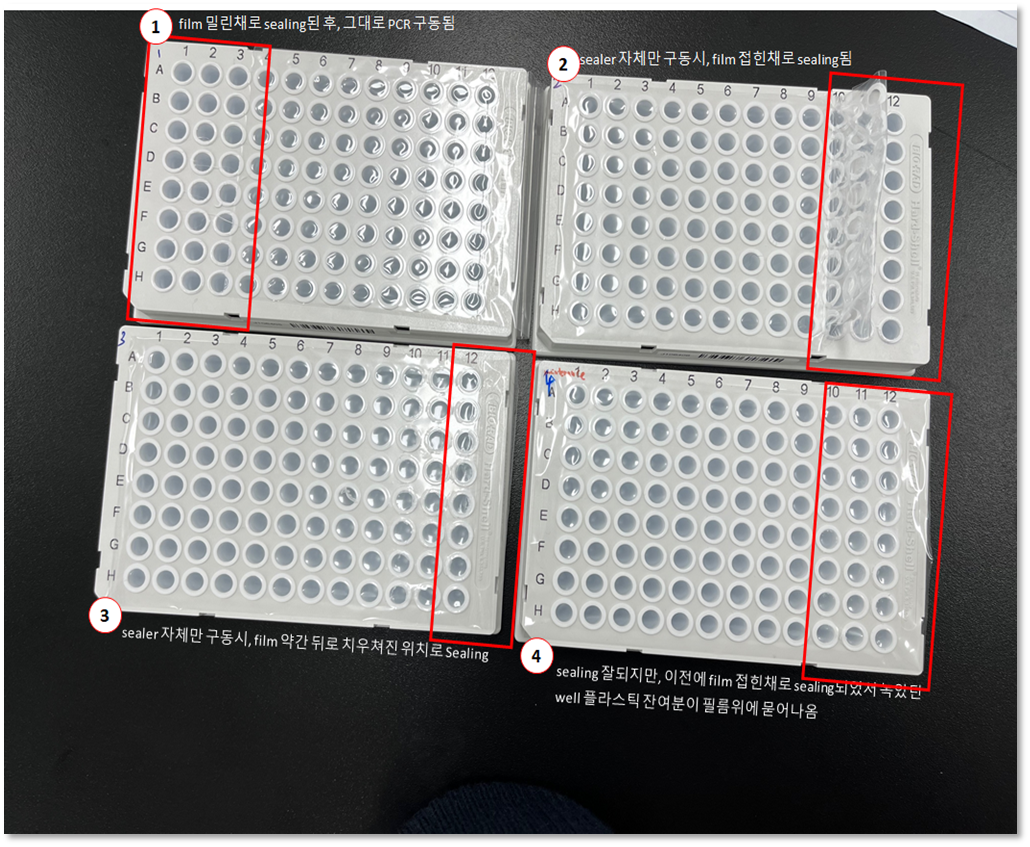 1
film 밀린채로 sealing된 후, 그대로 PCR 구동됨
2
sealer 자체만 구동시, film 접힌채로 sealing됨
1 2 3 5 6 7 8 9 10 11 12
A
B
C
D
E
F
G
H
2
1 2 3 4 5 6 7 8 9 10 12
A
B
C
D
E
F
G
H
3
1 2 3 4 5 6 7 8 9 10 11 12
A
B
C
D
E
F
G
H
4
1 2 3 4 5 6 7 8 9 10 11 12
A
B
C
D
E
F
G
H
3
sealer 자체만 구동시, film 약간 뒤로 치우쳐진 위치로 Sealing
4
sealing 잘되지만, 이전에 film 접힌채로 sealing되었어 녹았던
well 플라스틱 잔여분이 필름위에 묻어나옴